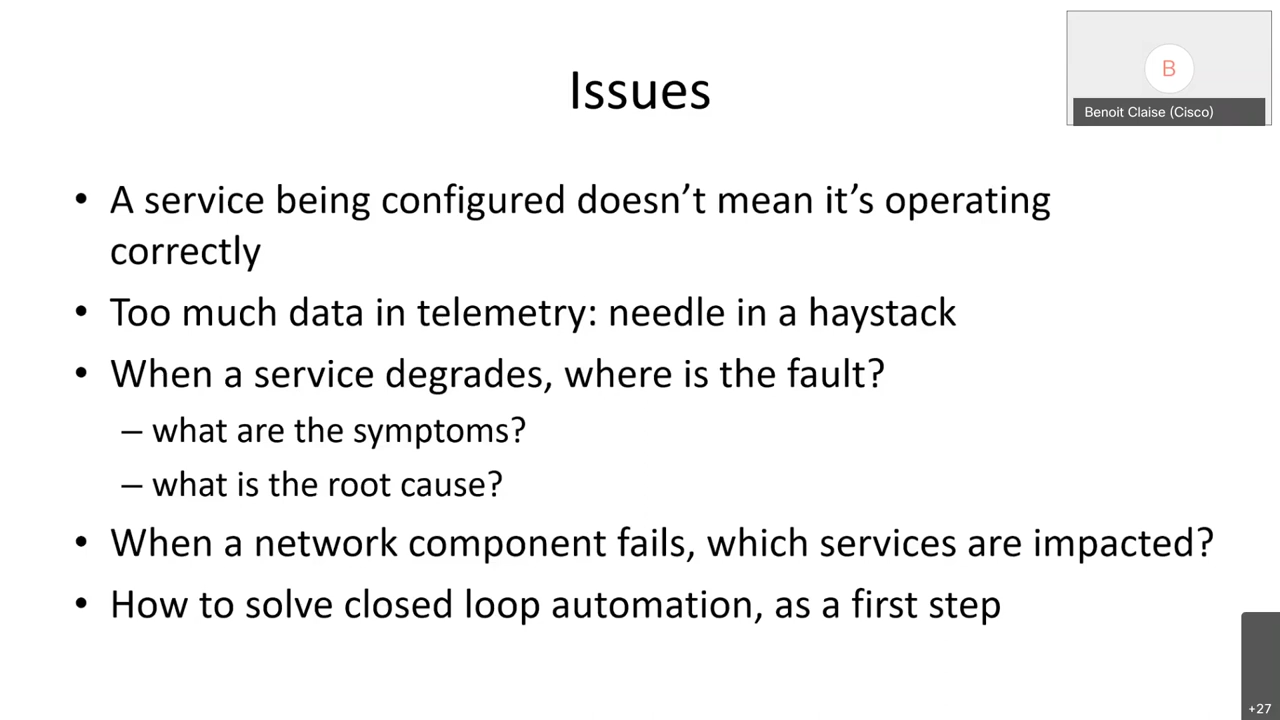 Issues
B
Benoit Claise (Cisco)
• A service being configured doesn’t mean it’s operating
correctly
• Too much data in telemetry: needle in a haystack
• When a service degrades, where is the fault?
– what are the symptoms?
– what is the root cause?
• When a network component fails, which services are impacted?
• How to solve closed loop automation, as a first step
+27